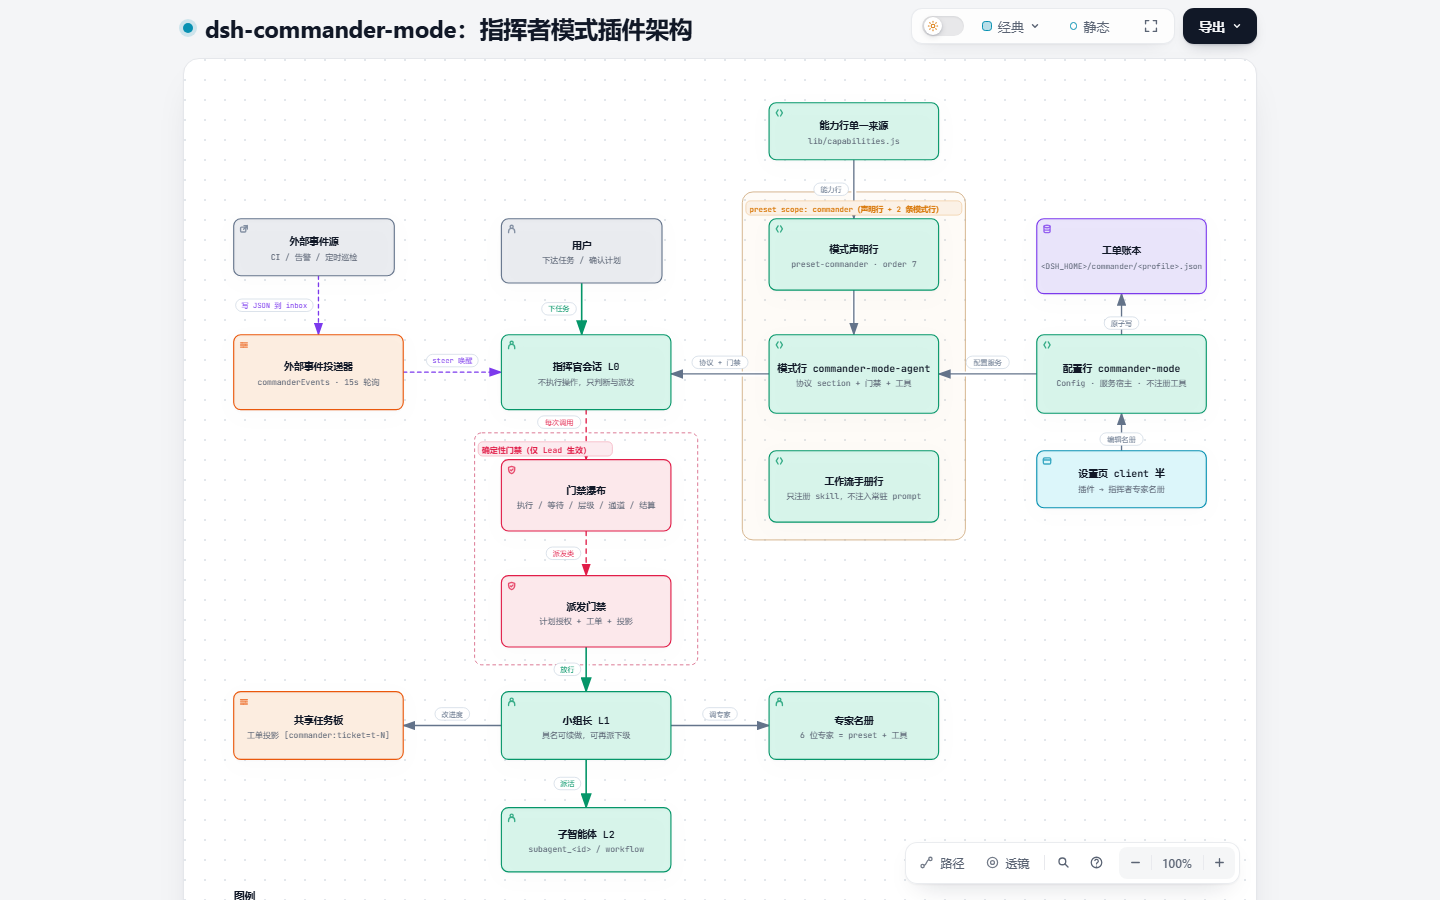 dsh-commander-mode：指挥者模式插件架构
经典
静态
导出
能力行单一来源
lib/capabilities.js
能力行
preset scope: commander (声明行 + 2 条模式行)
外部事件源
CI / 告警 / 定时巡检
用户
下达任务 / 确认计划
模式声明行
preset-commander · order 7
工单账本
<DSH_HOME>/commander/<profile>.json
写 JSON 到 inbox
下任务
原子写
外部事件投递器
commanderEvents · 15s 轮询
steer 唤醒
指挥官会话 L0
不执行操作，只判断与派发
协议 + 门禁
模式行 commander-mode-agent
协议 section + 门禁 + 工具
配置服务
配置行 commander-mode
Config · 服务宿主 · 不注册工具
每次调用
编辑名册
确定性门禁 (仅 Lead 生效)
门禁瀑布
执行 / 等待 / 层级 / 通道 / 结算
工作流手册行
只注册 skill，不注入常驻 prompt
设置页 client 半
插件 → 指挥者专家名册
派发类
派发门禁
计划授权 + 工单 + 投影
放行
共享任务板
工单投影 [commander:ticket=t-N]
改进度
小组长 L1
具名可续做，可再派下级
调专家
专家名册
6 位专家 = preset + 工具
派活
子智能体 L2
subagent_<id> / workflow
路径
透镜
100%
图例